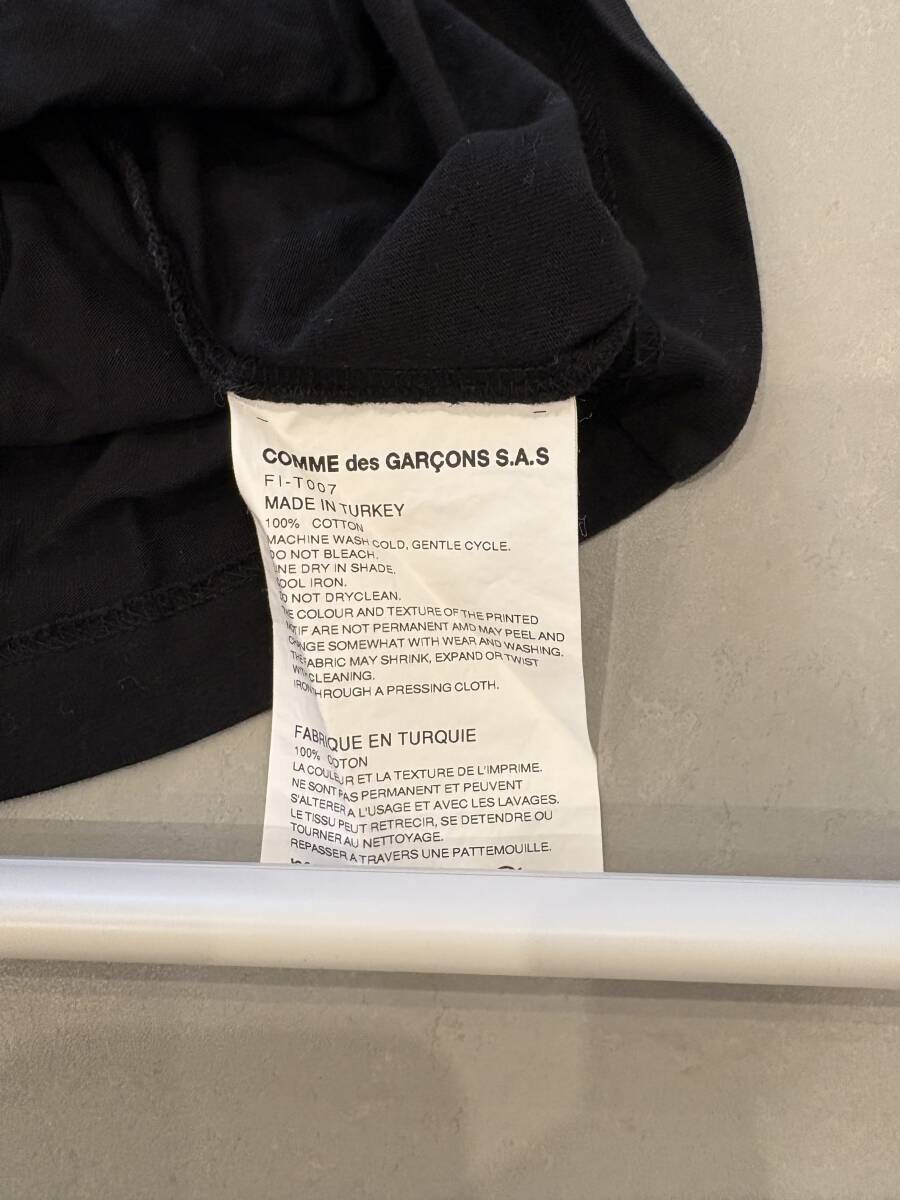 COMME des GARÇONS S.A.S
FI-T007
MADE IN TURKEY
100% COTTON
MACHINE WASH COLD, GENTLE CYCLE.
DO NOT BLEACH.
LINE DRY IN SHADE.
COOL IRON.
DO NOT DRYCLEAN.
THE COLOUR AND TEXTURE OF THE PRINTED
MOTIF ARE NOT PERMANENT AMD MAY PEEL AND
CHANGE SOMEWHAT WITH WEAR AND WASHING.
THE FABRIC MAY SHRINK, EXPAND OR TWIST
WITH CLEANING.
IRON THROUGH A PRESSING CLOTH.
FABRIQUE EN TURQUIE
100% COTON
LA COULEUR ET LA TEXTURE DE L'IMPRIME.
NE SONT PAS PERMANENT ET PEUVENT
S'ALTERER A L'USAGE ET AVEC LES LAVAGES.
LE TISSU PEUT RETRECIR, SE DETENDRE OU
TOURNER AU NETTOYAGE.
REPASSER A TRAVERS UNE PATTEMOUILLE.